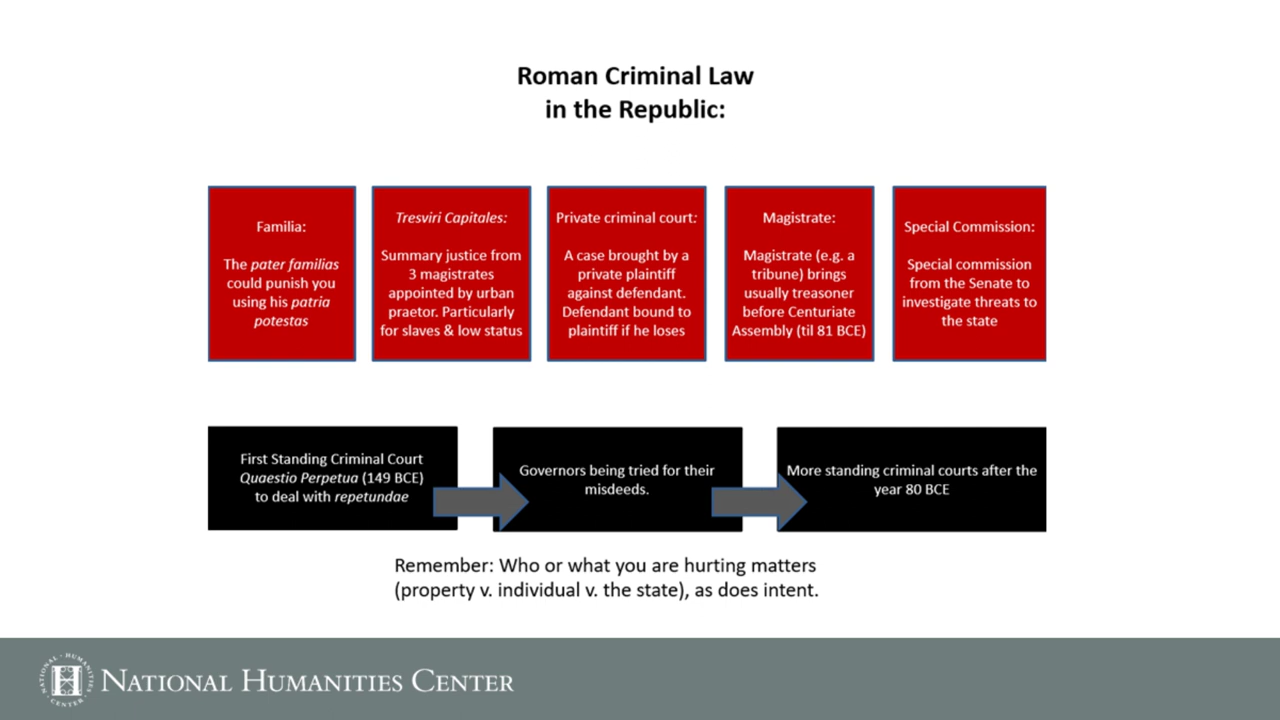 Roman Criminal Law
in the Republic:
Familia:
The pater familias
could punish you
using his patria
potestas
Tresviri Capitales:
Summary justice from
3 magistrates
appointed by urban
praetor. Particularly
for slaves & low status
Private criminal court:
A case brought by a
private plaintiff
against defendant.
Defendant bound to
plaintiff if he loses
Magistrate:
Magistrate (e.g. a
tribune) brings
usually treasoner
before Centuriate
Assembly (til 81 BCE)
Special Commission:
Special commission
from the Senate to
investigate threats to
the state
First Standing Criminal Court
Quaestio Perpetua (149 BCE)
to deal with repetundae
Governors being tried for their
misdeeds.
More standing criminal courts after the
year 80 BCE
Remember: Who or what you are hurting matters
(property v. individual v. the state), as does intent.
NATIONAL · HUMANITIES · CENTER
H
NATIONAL HUMANITIES CENTER